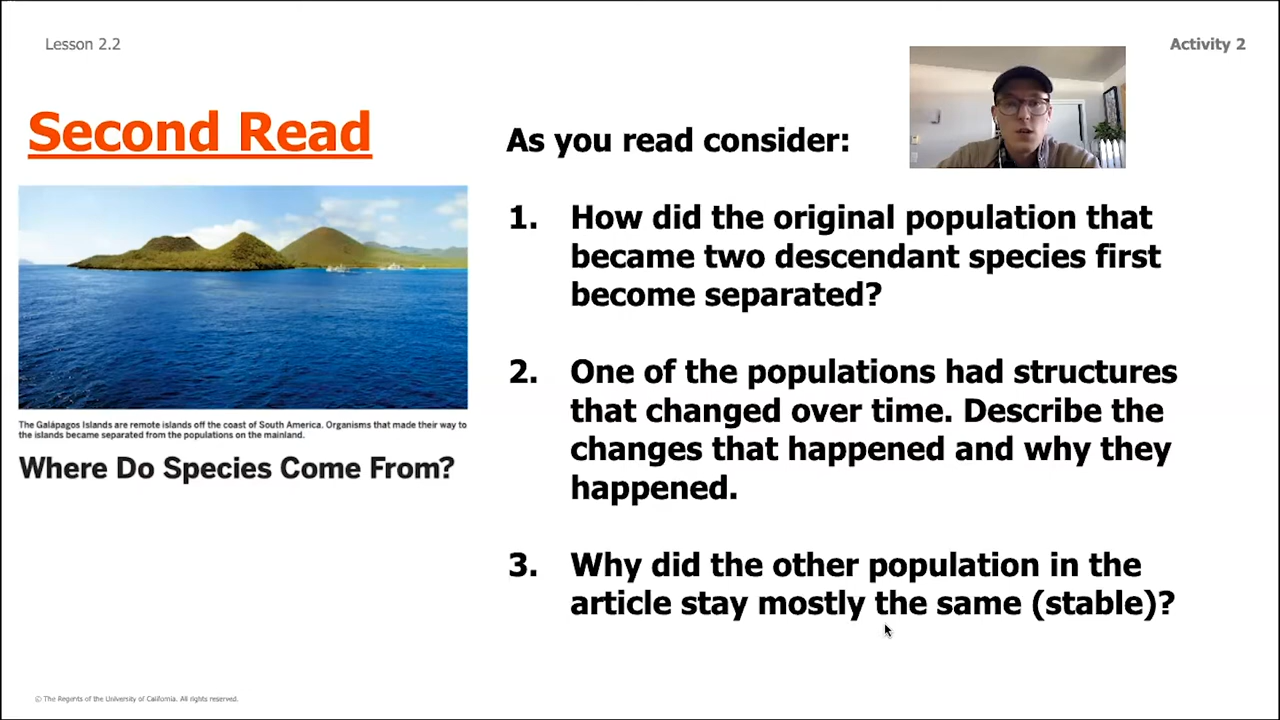 Lesson 2.2
Activity 2
Second Read
As you read consider:
1. How did the original population that
became two descendant species first
become separated?
2. One of the populations had structures
that changed over time. Describe the
changes that happened and why they
happened.
3. Why did the other population in the
article stay mostly the same (stable)?
The Galápagos Islands are remote islands off the coast of South America. Organisms that made their way to
the islands became separated from the populations on the mainland.
Where Do Species Come From?
© The Regents of the University of California. All rights reserved.